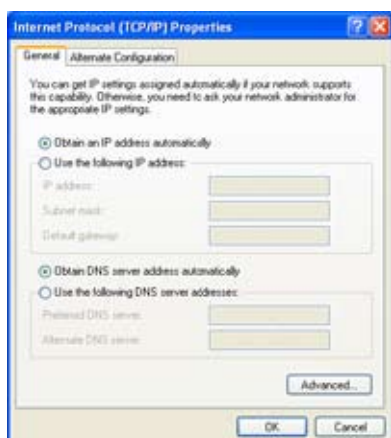 Internet Protocol (TCP/IP) Properties
General
Alternate Configuration
You can get IP settings assigned automatically if your network supports
this capability. Otherwise, you need to ask your network administrator for
the appropriate IP settings.
Obtain an IP address automatically
Use the following IP address:
IP address:
Subnet mask:
Default gateway:
Obtain DNS server address automatically
Use the following DNS server addresses:
Preferred DNS server:
Alternate DNS server:
Advanced...
OK
Cancel